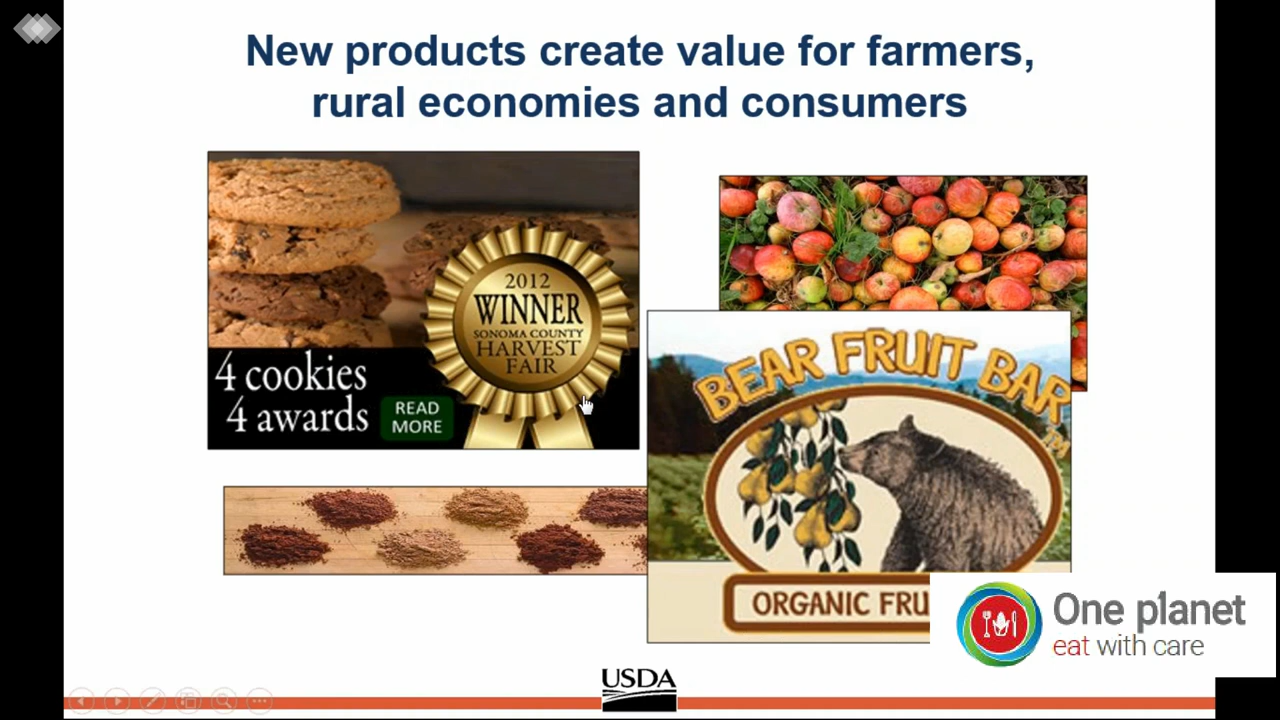 New products create value for farmers,
rural economies and consumers
2012
WINNER
SONOMA COUNTY
HARVEST
FAIR
4 cookies
4 awards
READ
MORE
BEAR FRUIT BAR
TM
ORGANIC FRU
One planet
eat with care
USDA